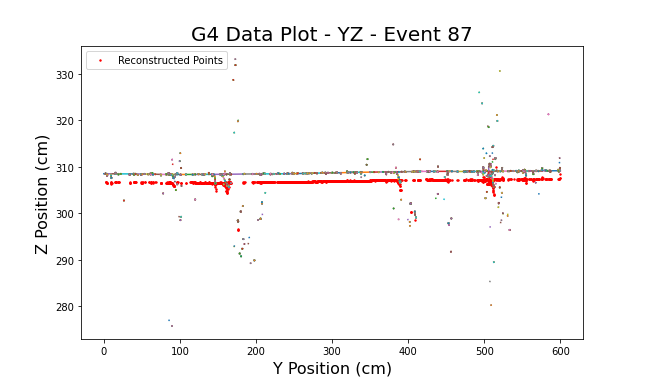 G4 Data Plot - YZ - Event 87
Reconstructed Points
330
320
310
300
290
280
Z Position (cm)
0 100 200 300 400 500 600
Y Position (cm)